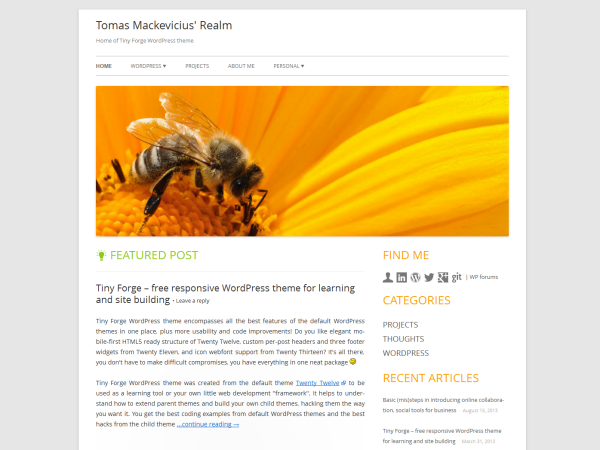 Tomas Mackevicius' Realm
Home of Tiny Forge WordPress theme
HOME WORDPRESS ▼ PROJECTS ABOUT ME PERSONAL ▼
FEATURED POST
Tiny Forge – free responsive WordPress theme for learning
and site building • Leave a reply
Tiny Forge WordPress theme encompasses all the best features of the default WordPress
themes in one place, plus more usability and code improvements! Do you like elegant mo-
bile-first HTML5 ready structure of Twenty Twelve, custom per-post headers and three footer
widgets from Twenty Eleven, and icon webfont support from Twenty Thirteen? It's all there,
you don't have to make difficult compromises, you have everything in one neat package
Tiny Forge WordPress theme was created from the default theme Twenty Twelve to be
used as a learning tool or your own little web development "framework". It helps to under-
stand how to extend parent themes and build your own child themes, hacking them the way
you want it. You get the best coding examples from default WordPress themes and the best
hacks from the child theme ...continue reading →
FIND ME
git | WP forums
CATEGORIES
PROJECTS
THOUGHTS
WORDPRESS
RECENT ARTICLES
Basic (mis)steps in introducing online collabora-
tion, social tools for business August 16, 2013
Tiny Forge – free responsive WordPress theme
for learning and site building March 31, 2013